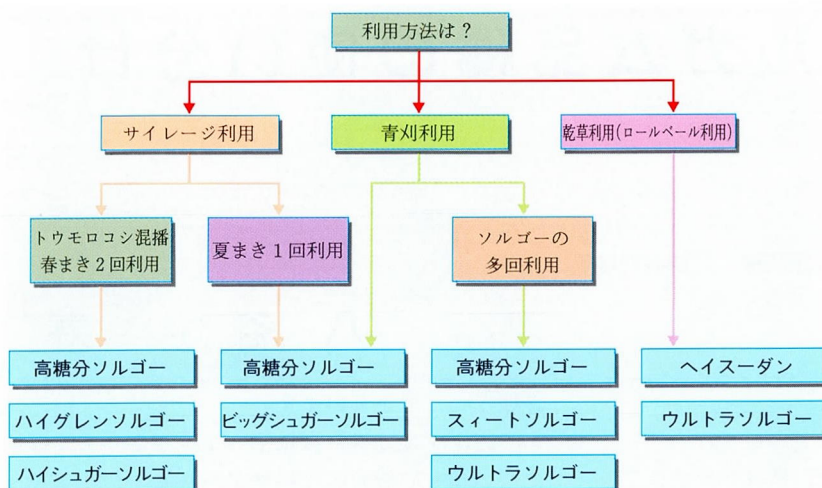 利用方法は?
サイレージ利用
青刈利用
乾草利用(ロールベール利用)
トウモロコシ混播
春まき2回利用
夏まき1回利用
ソルゴーの
多回利用
高糖分ソルゴー
高糖分ソルゴー
高糖分ソルゴー
ヘイスーダン
ハイグレンソルゴー
ビッグシュガーソルゴー
スィートソルゴー
ウルトラソルゴー
ハイシュガーソルゴー
ウルトラソルゴー